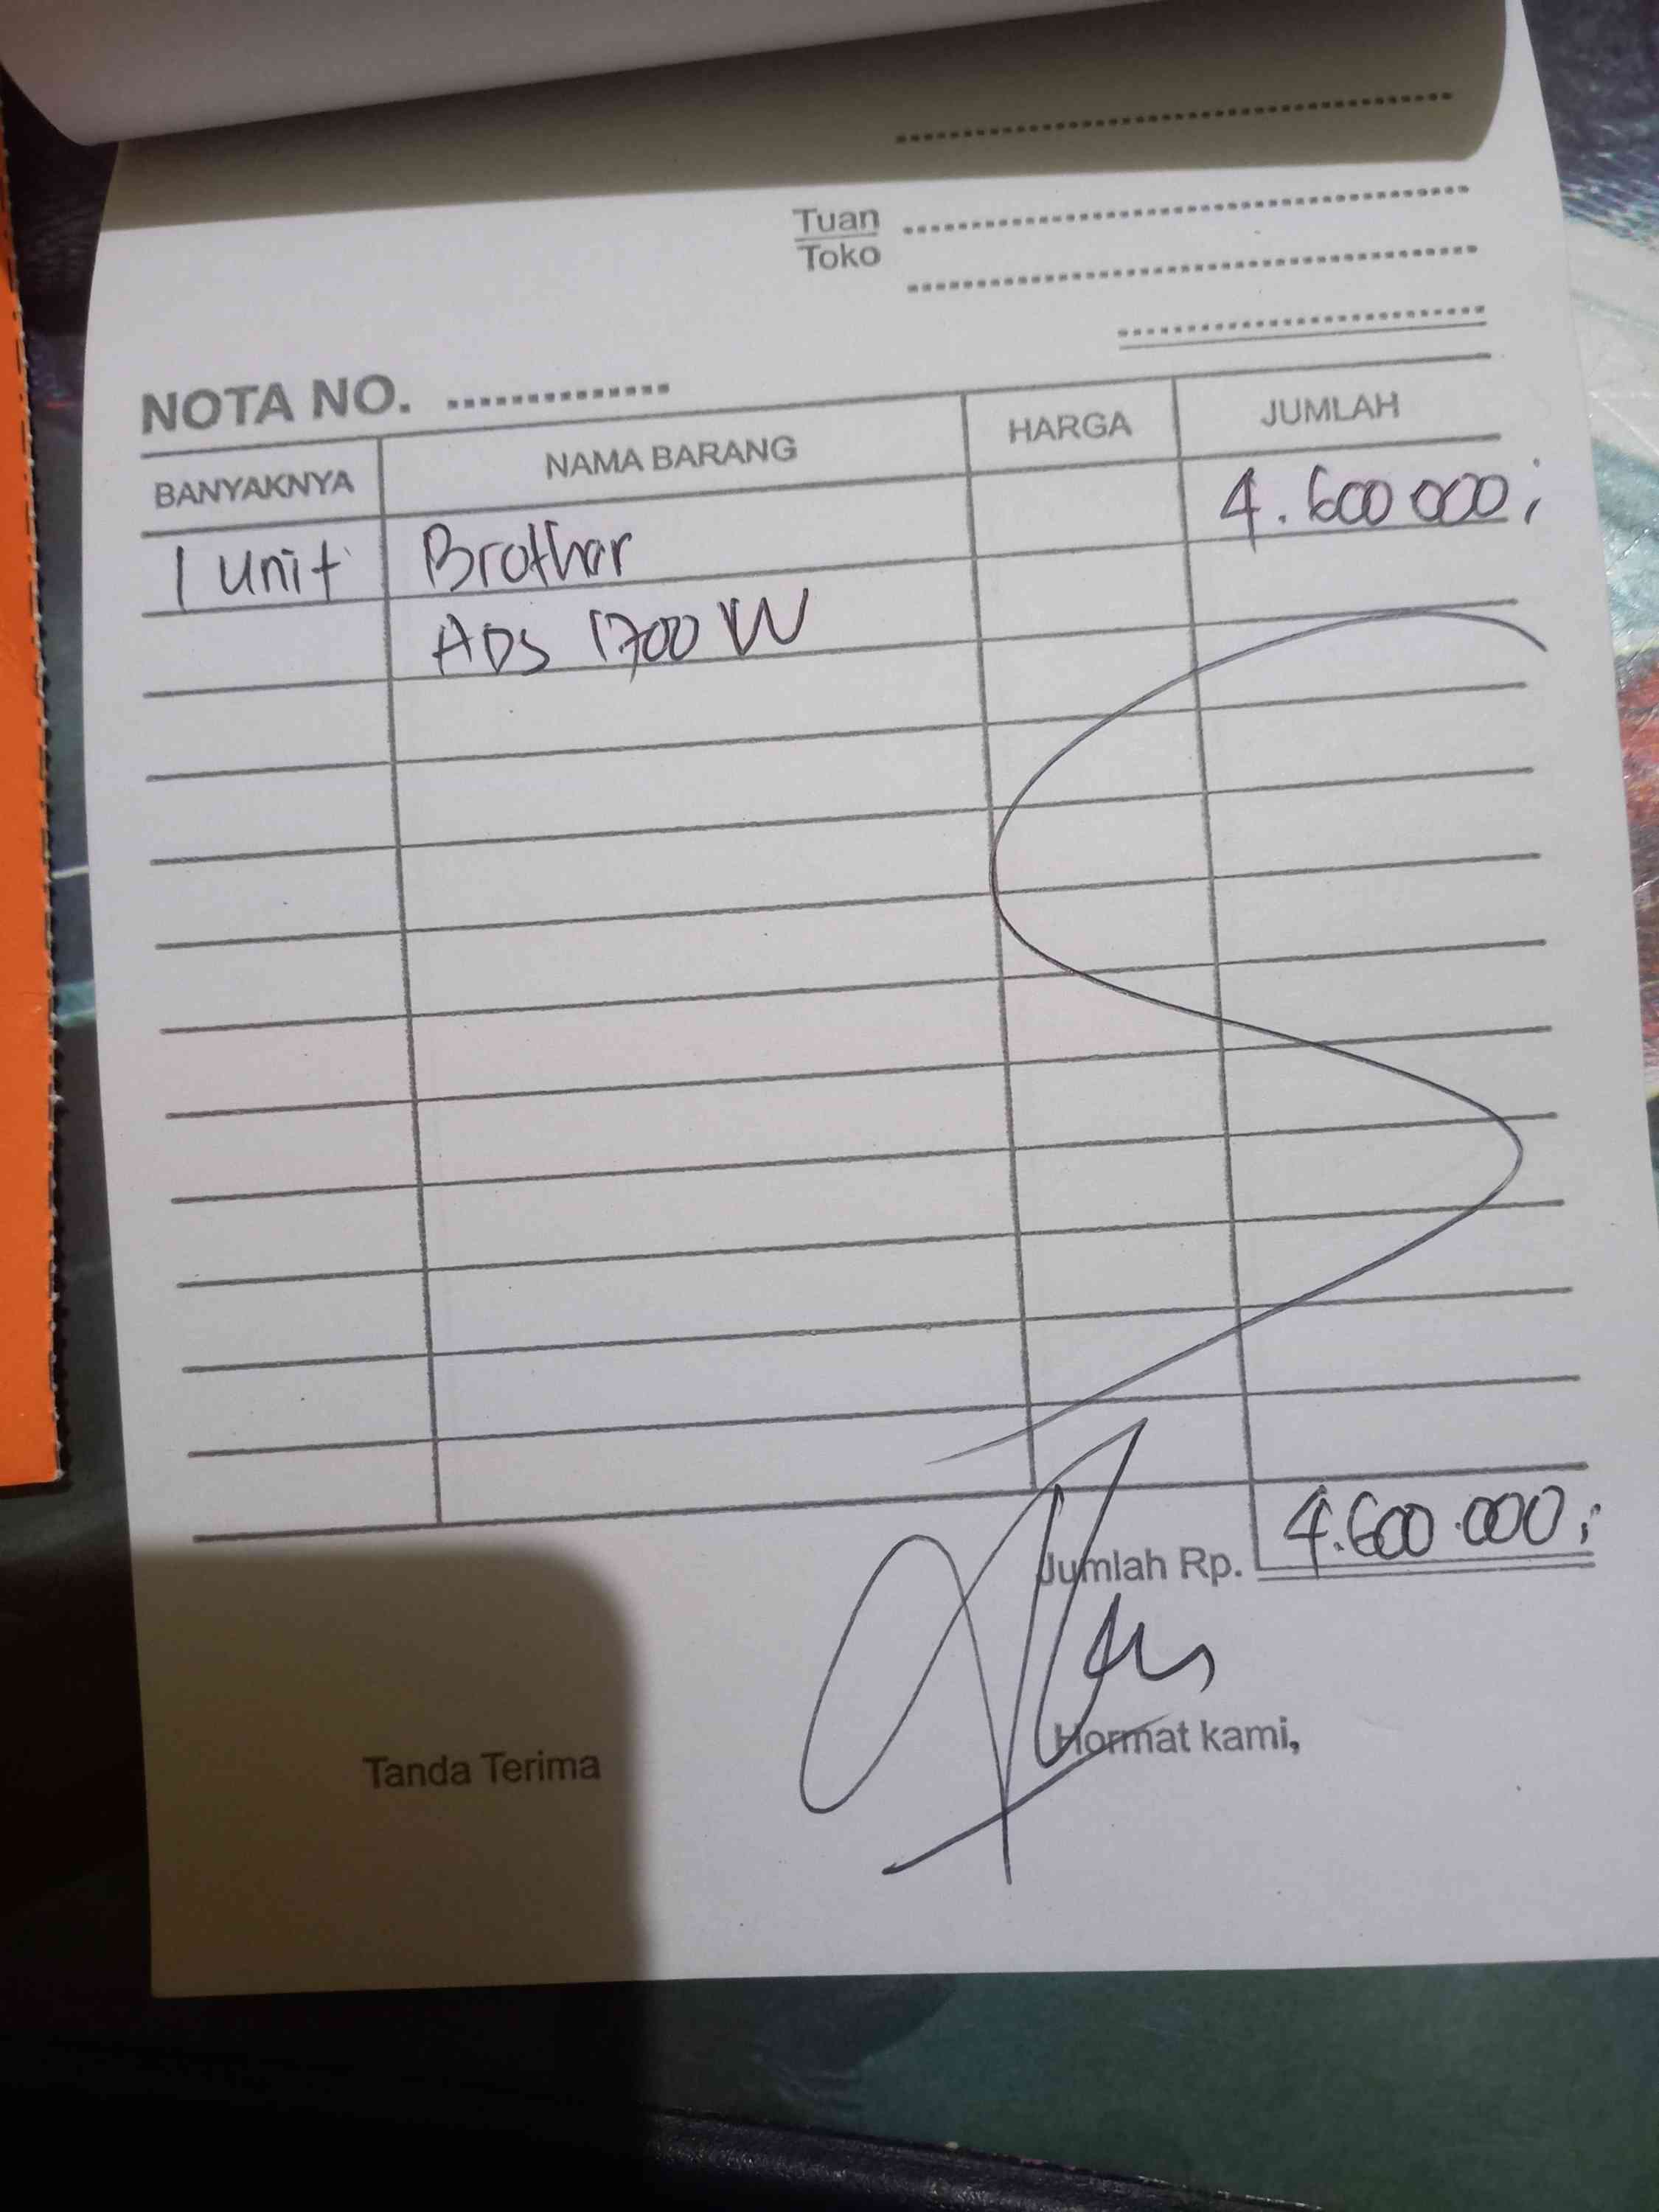 Tuan
Toko
NOTA NO. ..............
BANYAKNYA NAMA BARANG HARGA JUMLAH
1 unit Brother 4.600 000,-
ADS 1700 W
Jumlah Rp. 4.600.000,-
Tanda Terima Hormat kami,